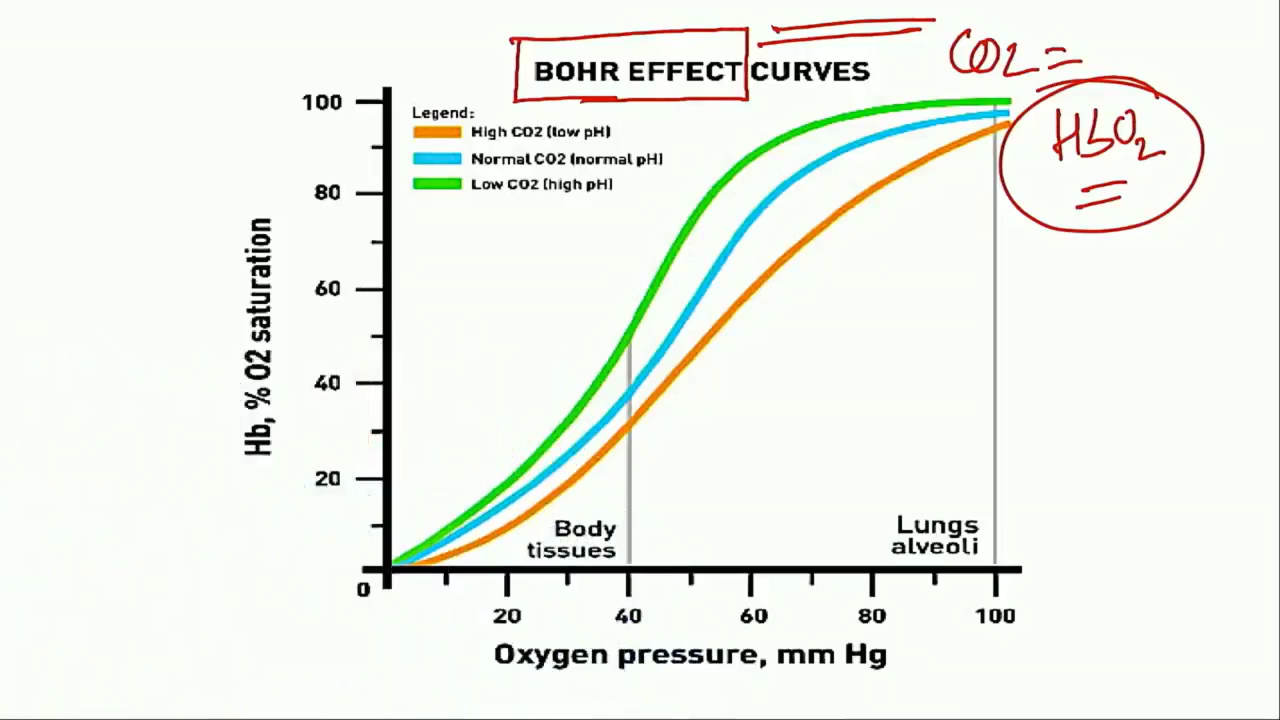 BOHR EFFECT CURVES
CO2 =
HbO2
Legend:
High CO2 (low pH)
Normal CO2 (normal pH)
Low CO2 (high pH)
Hb, % O2 saturation
100
80
60
40
20
0
Body
tissues
Lungs
alveoli
20 40 60 80 100
Oxygen pressure, mm Hg